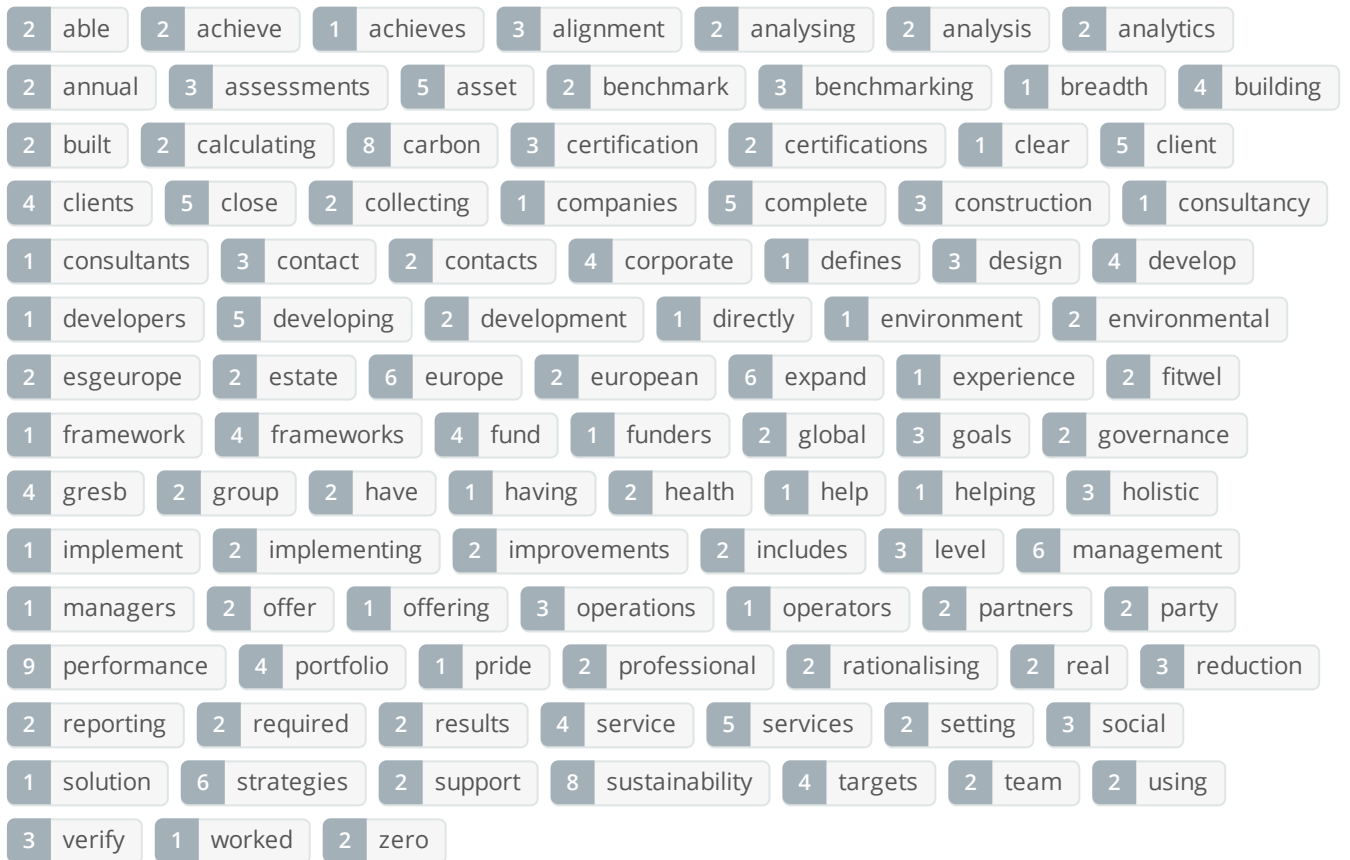 2 able 2 achieve 1 achieves 3 alignment 2 analysing 2 analysis 2 analytics
2 annual 3 assessments 5 asset 2 benchmark 3 benchmarking 1 breadth 4 building
2 built 2 calculating 8 carbon 3 certification 2 certifications 1 clear 5 client
4 clients 5 close 2 collecting 1 companies 5 complete 3 construction 1 consultancy
1 consultants 3 contact 2 contacts 4 corporate 1 defines 3 design 4 develop
1 developers 5 developing 2 development 1 directly 1 environment 2 environmental
2 esgeurope 2 estate 6 europe 2 european 6 expand 1 experience 2 fitwel
1 framework 4 frameworks 4 fund 1 funders 2 global 3 goals 2 governance
4 gresb 2 group 2 have 1 having 2 health 1 help 1 helping 3 holistic
1 implement 2 implementing 2 improvements 2 includes 3 level 6 management
1 managers 2 offer 1 offering 3 operations 1 operators 2 partners 2 party
9 performance 4 portfolio 1 pride 2 professional 2 rationalising 2 real 3 reduction
2 reporting 2 required 2 results 4 service 5 services 2 setting 3 social
1 solution 6 strategies 2 support 8 sustainability 4 targets 2 team 2 using
3 verify 1 worked 2 zero